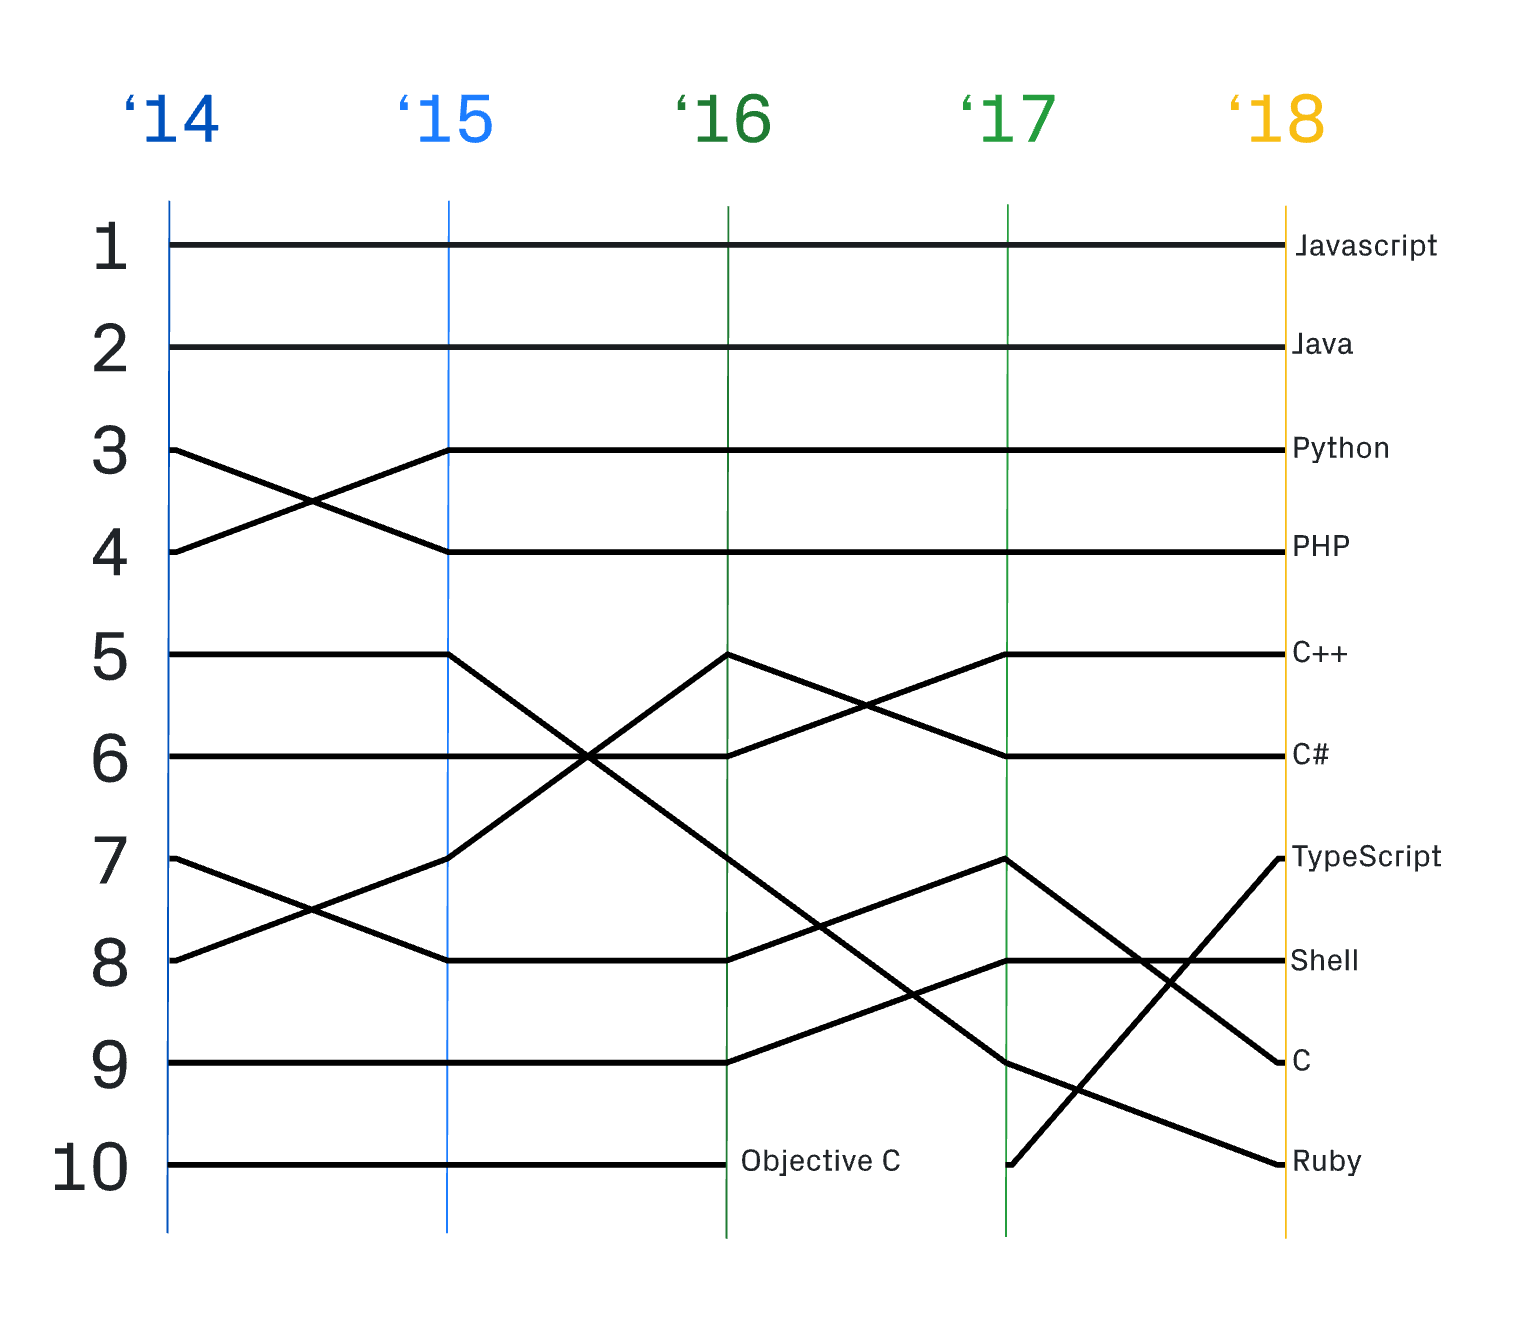 ‘14 ‘15 ‘16 ‘17 ‘18
1 Javascript
2 Java
3 Python
4 PHP
5 C++
6 C#
7 TypeScript
8 Shell
9 C
10 Objective C Ruby